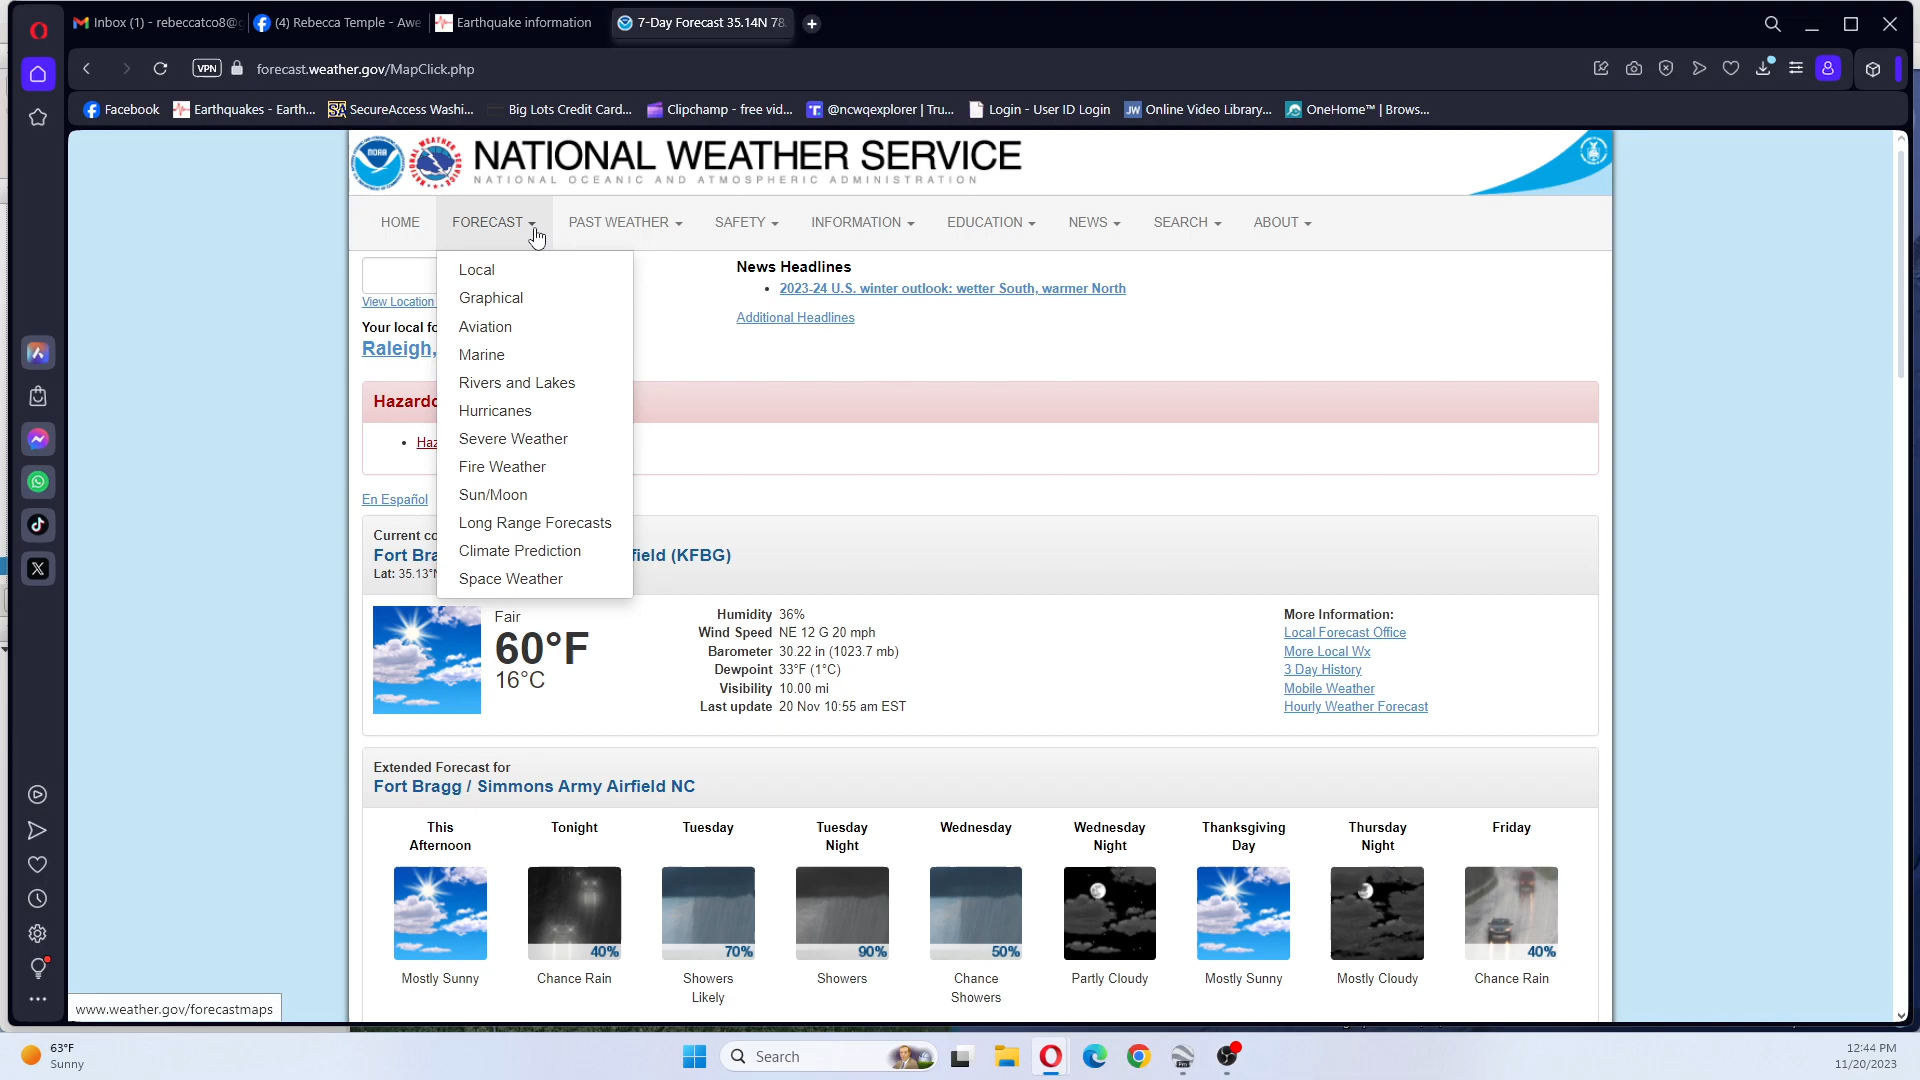 Inbox (1) - rebeccatco8@
(4) Rebecca Temple - Awe
Earthquake information
7-Day Forecast 35.14N 78.
VPN
forecast.weather.gov/MapClick.php
Facebook
Earthquakes - Earth...
SecureAccess Washi...
Big Lots Credit Card...
Clipchamp - free vid...
@ncwqexplorer | Tru...
Login - User ID Login
JW Online Video Library...
OneHome™ | Brows...
NOAA
NATIONAL WEATHER SERVICE
NATIONAL OCEANIC AND ATMOSPHERIC ADMINISTRATION
HOME
FORECAST
PAST WEATHER
SAFETY
INFORMATION
EDUCATION
NEWS
SEARCH
ABOUT
Local
Graphical
Aviation
Marine
Rivers and Lakes
Hurricanes
Severe Weather
Fire Weather
Sun/Moon
Long Range Forecasts
Climate Prediction
Space Weather
View Location
Your local fo
Raleigh,
News Headlines
2023-24 U.S. winter outlook: wetter South, warmer North
Additional Headlines
Hazardo
Haz
En Español
Current co
Fort Bra
field (KFBG)
Lat: 35.13°N
Fair
60°F
16°C
Humidity 36%
Wind Speed NE 12 G 20 mph
Barometer 30.22 in (1023.7 mb)
Dewpoint 33°F (1°C)
Visibility 10.00 mi
Last update 20 Nov 10:55 am EST
More Information:
Local Forecast Office
More Local Wx
3 Day History
Mobile Weather
Hourly Weather Forecast
Extended Forecast for
Fort Bragg / Simmons Army Airfield NC
This
Afternoon
Mostly Sunny
Tonight
40%
Chance Rain
Tuesday
70%
Showers
Likely
Tuesday
Night
90%
Showers
Wednesday
50%
Chance
Showers
Wednesday
Night
Partly Cloudy
Thanksgiving
Day
Mostly Sunny
Thursday
Night
Mostly Cloudy
Friday
40%
Chance Rain
www.weather.gov/forecastmaps
63°F
Sunny
Search
12:44 PM
11/20/2023